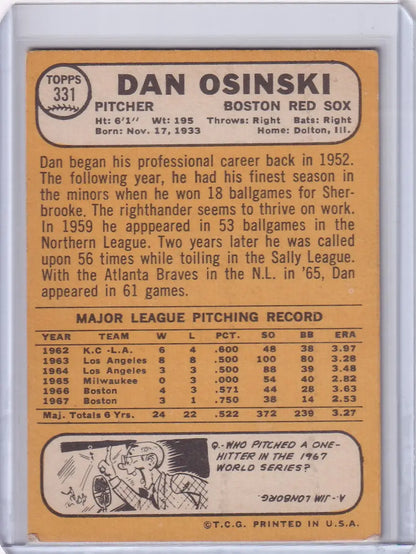 TOPPS
331
DAN OSINSKI
PITCHER BOSTON RED SOX
Ht: 6'1" Wt: 195 Throws: Right Bats: Right
Born: Nov. 17, 1933 Home: Dolton, Ill.
Dan began his professional career back in 1952.
The following year, he had his finest season in
the minors when he won 18 ballgames for Sher-
brooke. The righthander seems to thrive on work.
In 1959 he apppeared in 53 ballgames in the
Northern League. Two years later he was called
upon 56 times while toiling in the Sally League.
With the Atlanta Braves in the N.L. in '65, Dan
appeared in 61 games.
MAJOR LEAGUE PITCHING RECORD
YEAR TEAM W L PCT. SO BB ERA
1962 K.C -L.A. 6 4 .600 48 38 3.97
1963 Los Angeles 8 8 .500 100 80 3.28
1964 Los Angeles 3 3 .500 88 39 3.48
1965 Milwaukee 0 3 .000 54 40 2.82
1966 Boston 4 3 .571 44 28 3.63
1967 Boston 3 1 .750 38 14 2.53
Maj. Totals 6 Yrs. 24 22 .522 372 239 3.27
Q.-WHO PITCHED A ONE-
HITTER IN THE 1967
WORLD SERIES?
A.-JIM LONBORG.
©T.C.G. PRINTED IN U.S.A.